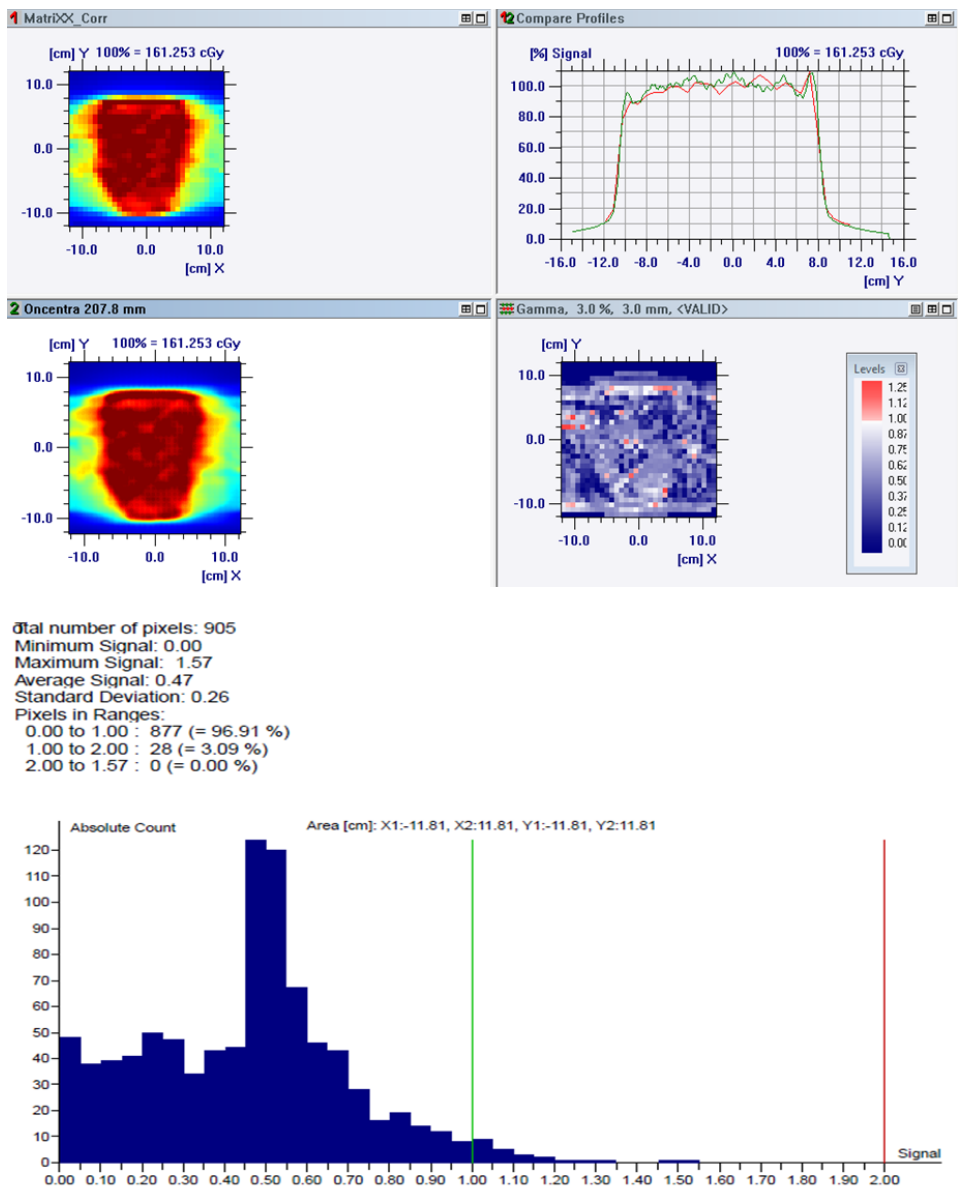 1 MatriXX_Corr
[cm] Y 100% = 161.253 cGy
10.0
0.0
-10.0
-10.0 0.0 10.0
[cm] X
12 Compare Profiles
[%] Signal 100% = 161.253 cGy
100.0
80.0
60.0
40.0
20.0
0.0
-16.0 -12.0 -8.0 -4.0 0.0 4.0 8.0 12.0 16.0
[cm] Y
2 Oncentra 207.8 mm
[cm] Y 100% = 161.253 cGy
10.0
0.0
-10.0
-10.0 0.0 10.0
[cm] X
Gamma, 3.0 %, 3.0 mm, <VALID>
[cm] Y
10.0
0.0
-10.0
-10.0 0.0 10.0
[cm] X
Levels
1.25
1.12
1.00
0.87
0.75
0.62
0.50
0.37
0.25
0.12
0.00
number of pixels: 905
Minimum Signal: 0.00
Maximum Signal: 1.57
Average Signal: 0.47
Standard Deviation: 0.26
Pixels in Ranges:
0.00 to 1.00 : 877 (= 96.91 %)
1.00 to 2.00 : 28 (= 3.09 %)
2.00 to 1.57 : 0 (= 0.00 %)
Absolute Count
Area [cm]: X1:-11.81, X2:11.81, Y1:-11.81, Y2:11.81
120
110
100
90
80
70
60
50
40
30
20
10
0
Signal
0.00 0.10 0.20 0.30 0.40 0.50 0.60 0.70 0.80 0.90 1.00 1.10 1.20 1.30 1.40 1.50 1.60 1.70 1.80 1.90 2.00